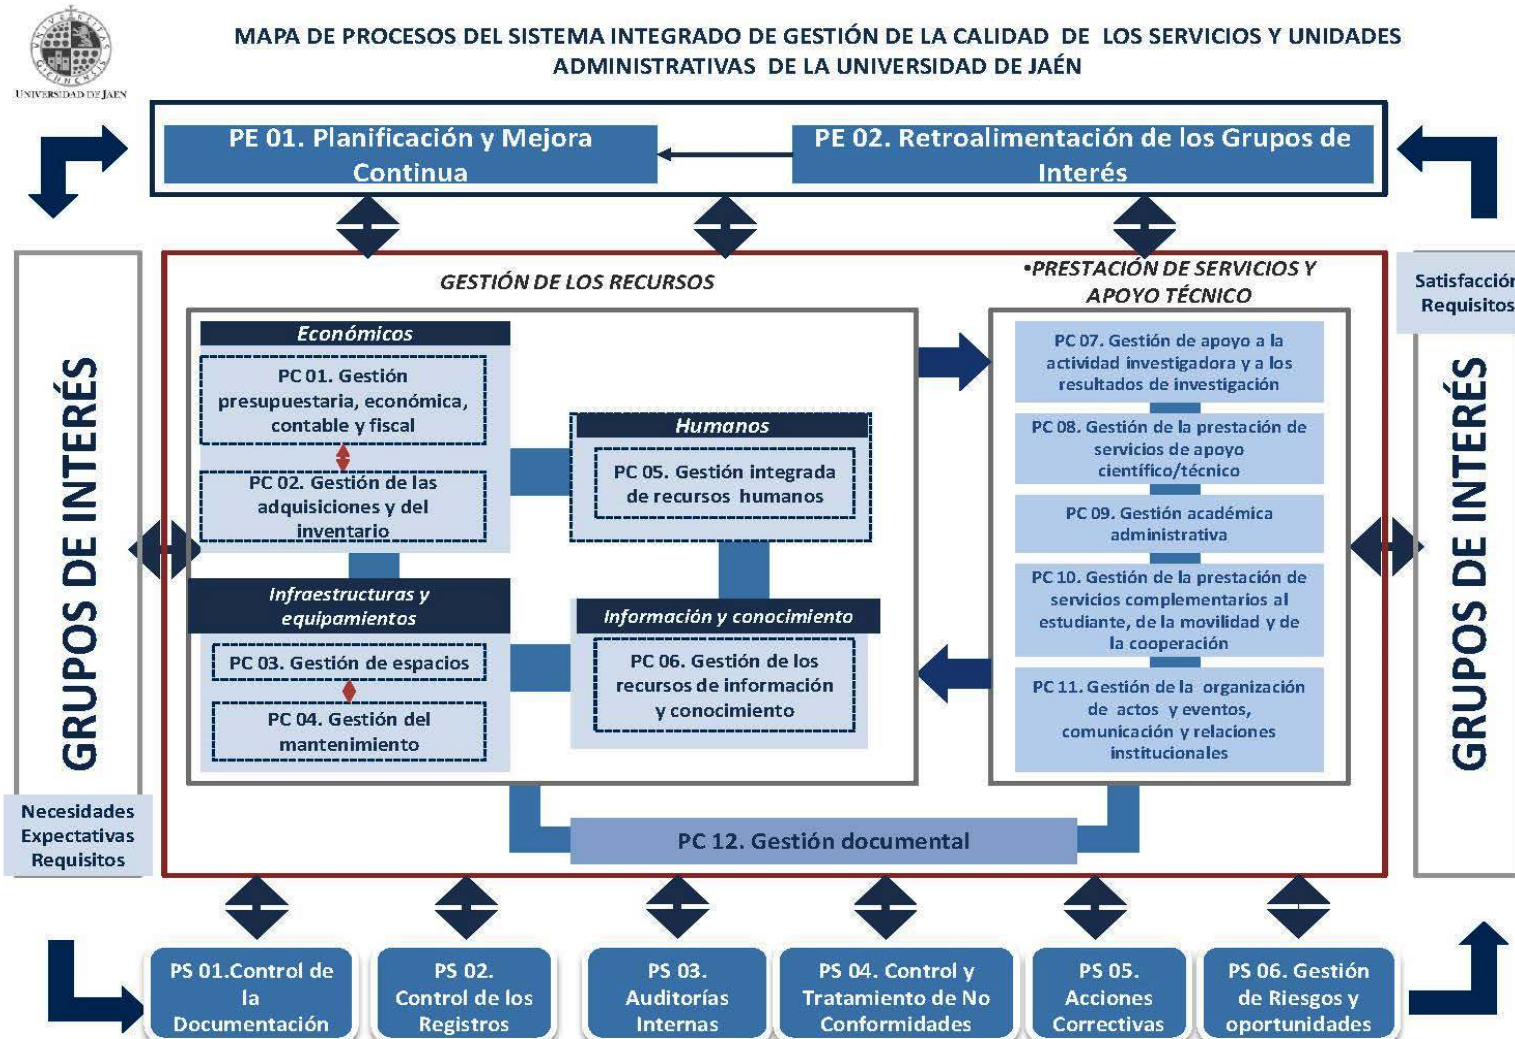 MAPA DE PROCESOS DEL SISTEMA INTEGRADO DE GESTIÓN DE LA CALIDAD DE LOS SERVICIOS Y UNIDADES
ADMINISTRATIVAS DE LA UNIVERSIDAD DE JAÉN
UNIVERSIDAD DE JAEN
PE 01. Planificación y Mejora
Continua
PE 02. Retroalimentación de los Grupos de
Interés
GRUPOS DE INTERÉS
Necesidades
Expectativas
Requisitos
GESTIÓN DE LOS RECURSOS
Económicos
PC 01. Gestión
presupuestaria, económica,
contable y fiscal
PC 02. Gestión de las
adquisiciones y del
inventario
Humanos
PC 05. Gestión integrada
de recursos humanos
Infraestructuras y
equipamientos
PC 03. Gestión de espacios
PC 04. Gestión del
mantenimiento
Información y conocimiento
PC 06. Gestión de los
recursos de información
y conocimiento
•PRESTACIÓN DE SERVICIOS Y
APOYO TÉCNICO
PC 07. Gestión de apoyo a la
actividad investigadora y a los
resultados de investigación
PC 08. Gestión de la prestación de
servicios de apoyo
científico/técnico
PC 09. Gestión académica
administrativa
PC 10. Gestión de la prestación de
servicios complementarios al
estudiante, de la movilidad y de
la cooperación
PC 11. Gestión de la organización
de actos y eventos,
comunicación y relaciones
institucionales
PC 12. Gestión documental
Satisfacción
Requisitos
GRUPOS DE INTERÉS
PS 01.Control de
la
Documentación
PS 02.
Control de los
Registros
PS 03.
Auditorías
Internas
PS 04. Control y
Tratamiento de No
Conformidades
PS 05.
Acciones
Correctivas
PS 06. Gestión
de Riesgos y
oportunidades